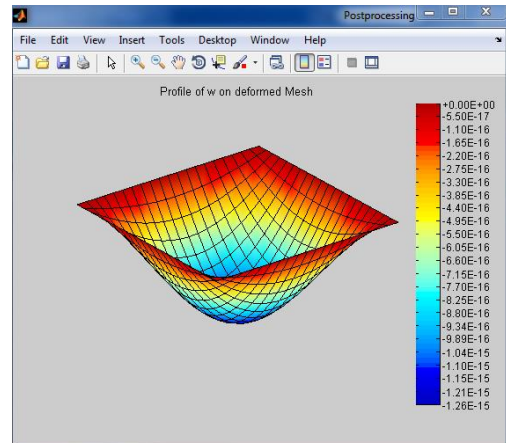 Postprocessing
File Edit View Insert Tools Desktop Window Help
Profile of w on deformed Mesh
+0.00E+00
-5.50E-17
-1.10E-16
-1.65E-16
-2.20E-16
-2.75E-16
-3.30E-16
-3.85E-16
-4.40E-16
-4.95E-16
-5.50E-16
-6.05E-16
-6.60E-16
-7.15E-16
-7.70E-16
-8.25E-16
-8.80E-16
-9.34E-16
-9.89E-16
-1.04E-15
-1.10E-15
-1.15E-15
-1.21E-15
-1.26E-15